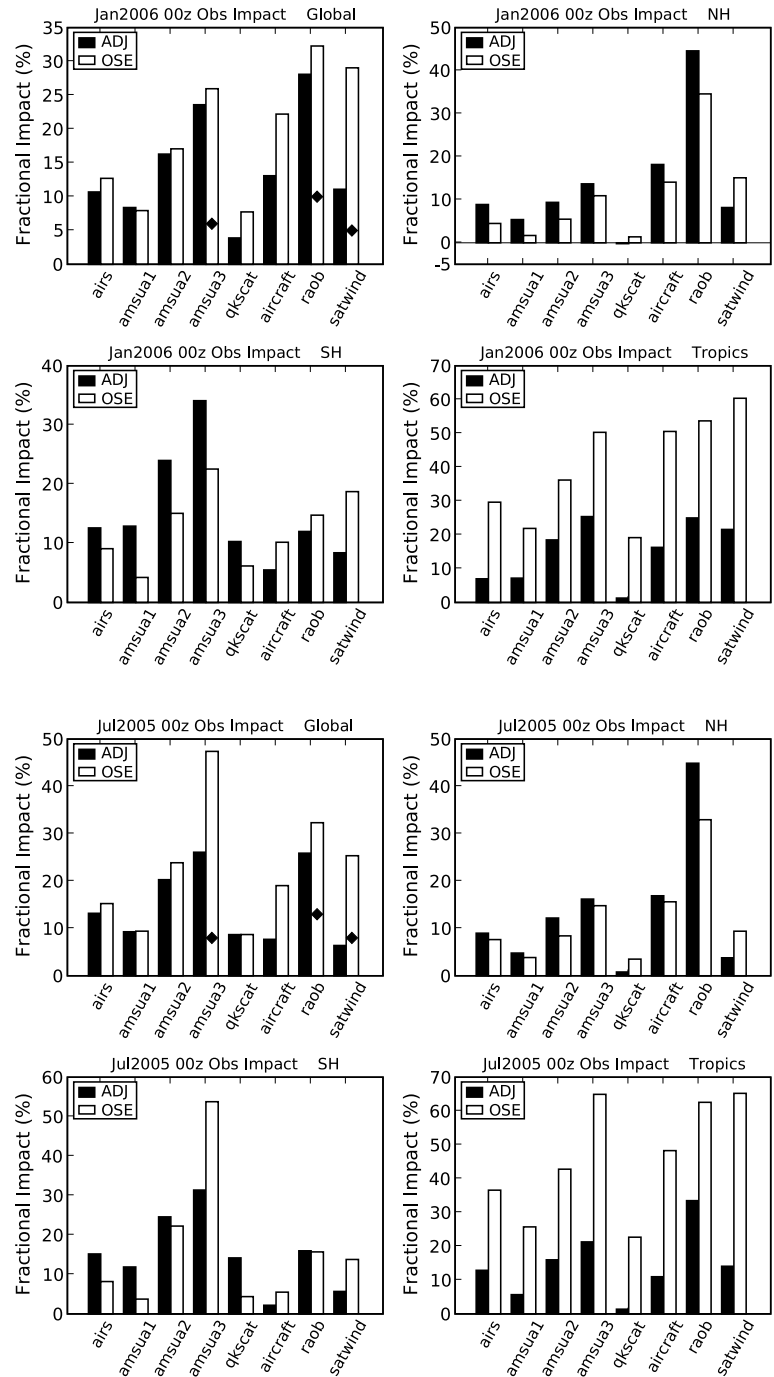 Jan2006 00z Obs Impact Global
Fractional Impact (%)
35
30
25
20
15
10
5
0
ADJ
OSE
airs
amsua1
amsua2
amsua3
qkscat
aircraft
raob
satwind
Jan2006 00z Obs Impact NH
Fractional Impact (%)
50
40
30
20
10
0
-5
ADJ
OSE
airs
amsua1
amsua2
amsua3
qkscat
aircraft
raob
satwind
Jan2006 00z Obs Impact SH
Fractional Impact (%)
40
30
20
10
0
ADJ
OSE
airs
amsua1
amsua2
amsua3
qkscat
aircraft
raob
satwind
Jan2006 00z Obs Impact Tropics
Fractional Impact (%)
70
60
50
40
30
20
10
0
ADJ
OSE
airs
amsua1
amsua2
amsua3
qkscat
aircraft
raob
satwind
Jul2005 00z Obs Impact Global
Fractional Impact (%)
50
40
30
20
10
0
ADJ
OSE
airs
amsua1
amsua2
amsua3
qkscat
aircraft
raob
satwind
Jul2005 00z Obs Impact NH
Fractional Impact (%)
50
40
30
20
10
0
ADJ
OSE
airs
amsua1
amsua2
amsua3
qkscat
aircraft
raob
satwind
Jul2005 00z Obs Impact SH
Fractional Impact (%)
60
50
40
30
20
10
0
ADJ
OSE
airs
amsua1
amsua2
amsua3
qkscat
aircraft
raob
satwind
Jul2005 00z Obs Impact Tropics
Fractional Impact (%)
70
60
50
40
30
20
10
0
ADJ
OSE
airs
amsua1
amsua2
amsua3
qkscat
aircraft
raob
satwind